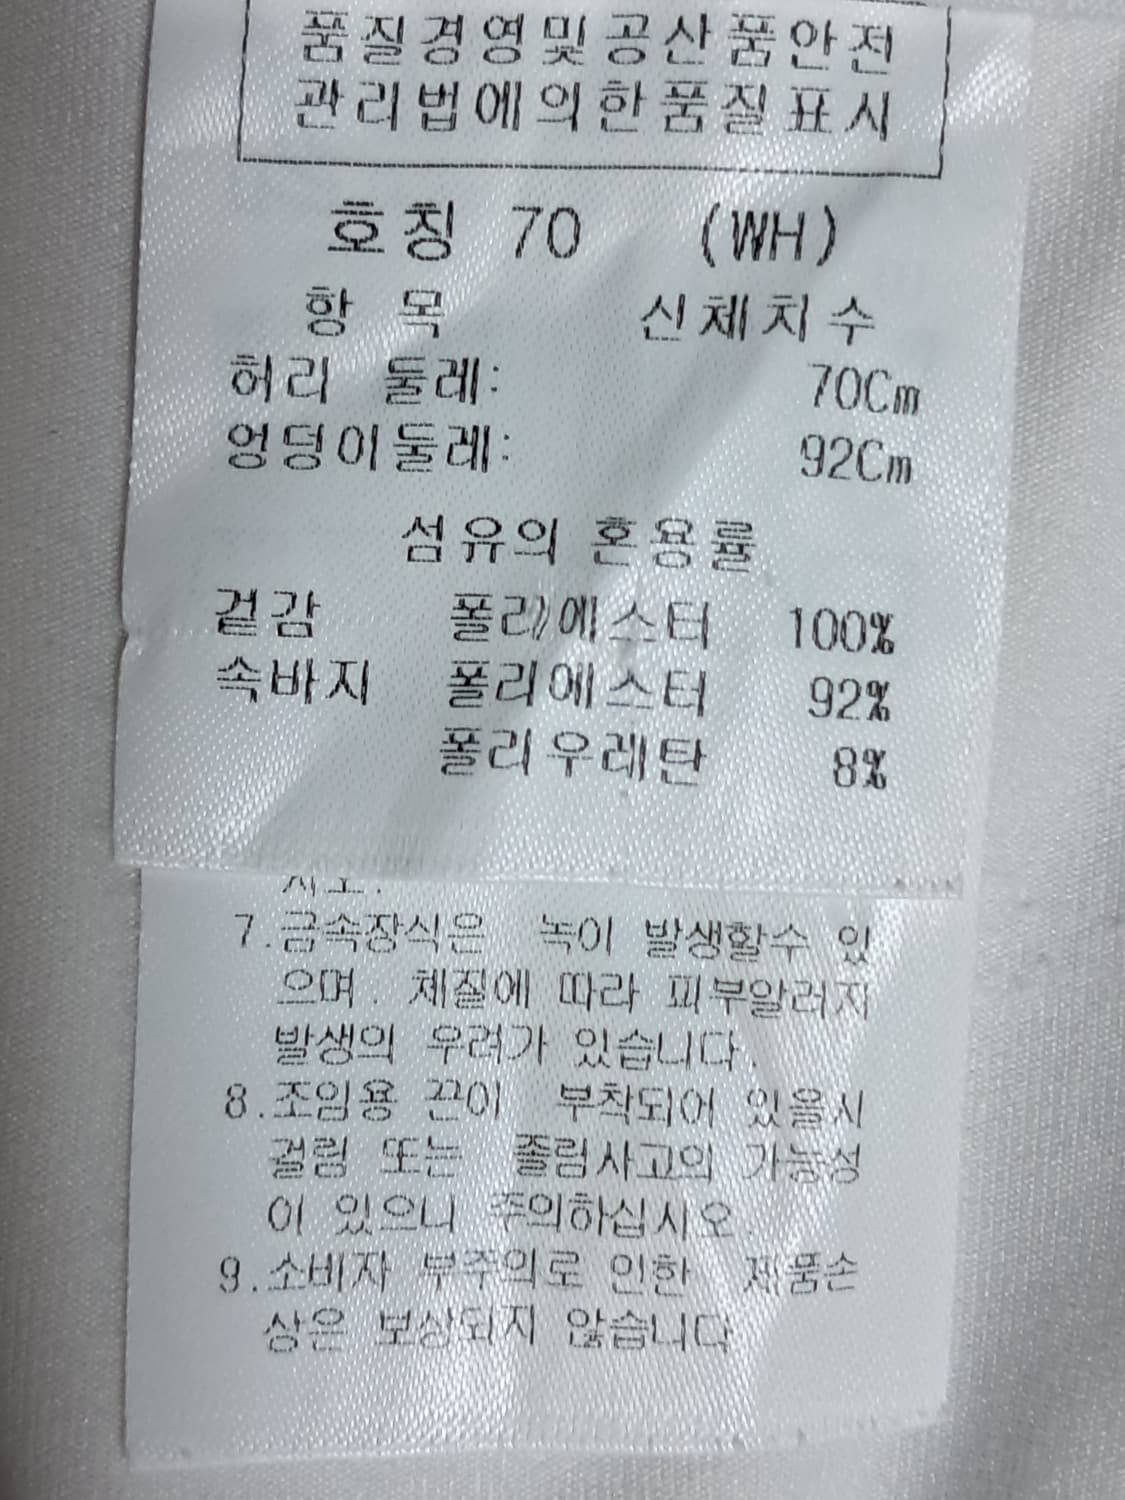 품질경영및공산품안전
관리법에의한품질표시
호칭 70 (WH)
항 목 신체치수
허리 둘레: 70Cm
엉덩이둘레: 92Cm
섬유의 혼용률
겉감 폴리에스터 100%
속바지 폴리에스터 92%
폴리우레탄 8%
시오.
7.금속장식은 녹이 발생할수 있
으며. 체질에 따라 피부알러지
발생의 우려가 있습니다.
8.조임용 끈이 부착되어 있을시
걸림 또는 졸림사고의 가능성
이 있으니 주의하십시오.
9.소비자 부주의로 인한 제품손
상은 보상되지 않습니다